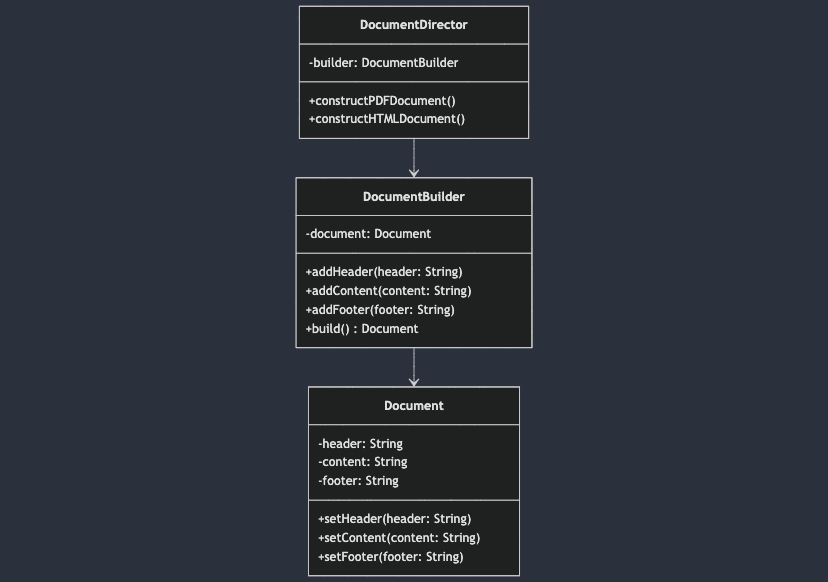 DocumentDirector
-builder: DocumentBuilder
+constructPDFDocument()
+constructHTMLDocument()
DocumentBuilder
-document: Document
+addHeader(header: String)
+addContent(content: String)
+addFooter(footer: String)
+build() : Document
Document
-header: String
-content: String
-footer: String
+setHeader(header: String)
+setContent(content: String)
+setFooter(footer: String)